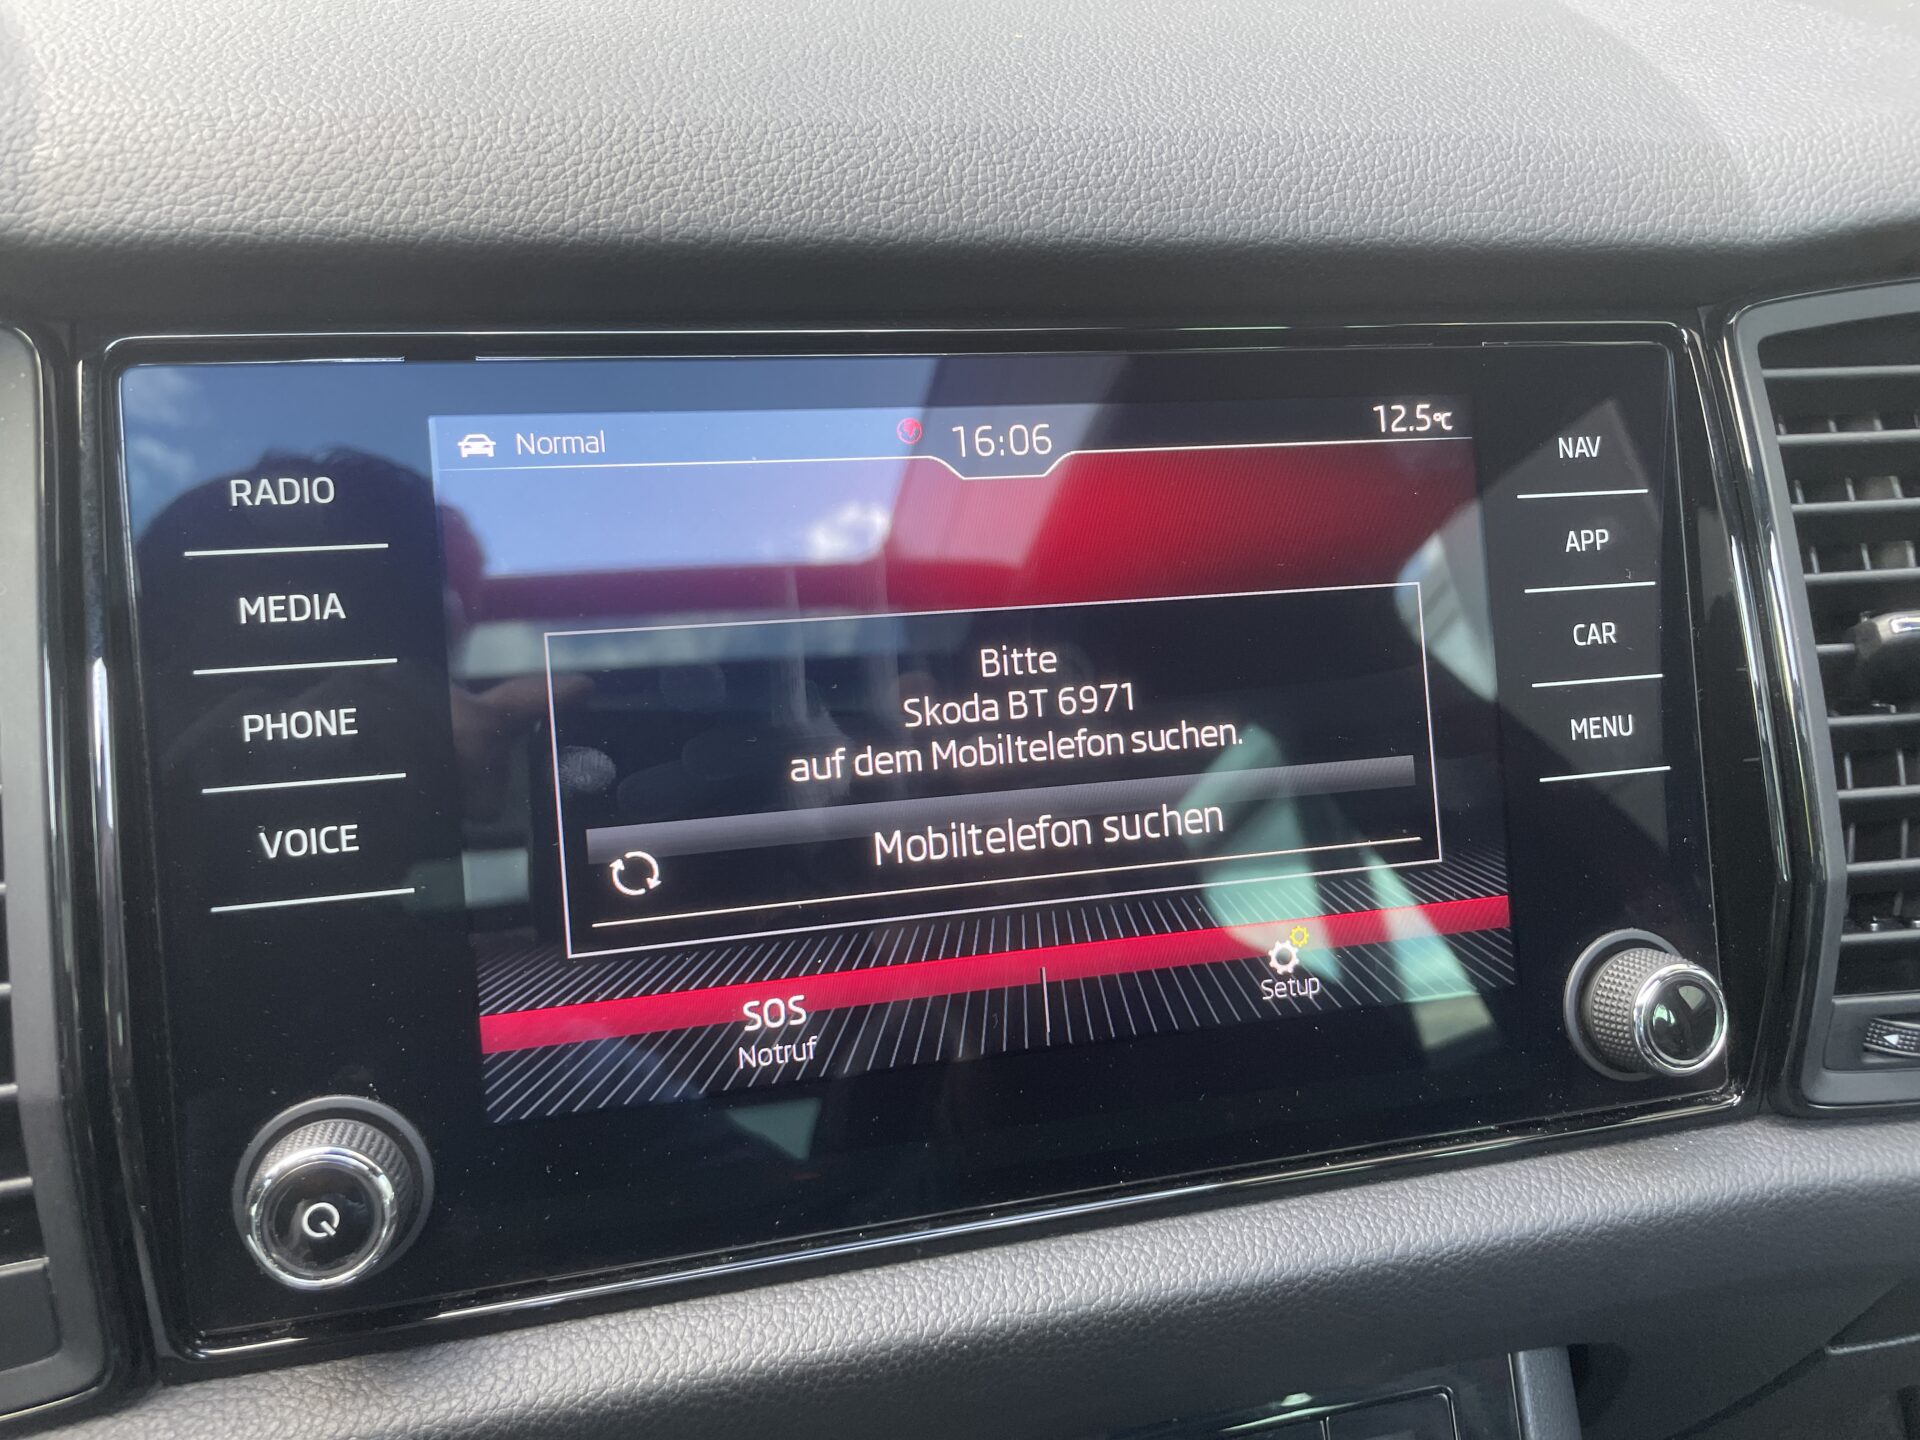 Normal
16:06
12.5°C
RADIO
MEDIA
PHONE
VOICE
NAV
APP
CAR
MENU
Bitte
Skoda BT 6971
auf dem Mobiltelefon suchen.
Mobiltelefon suchen
SOS
Notruf
Setup